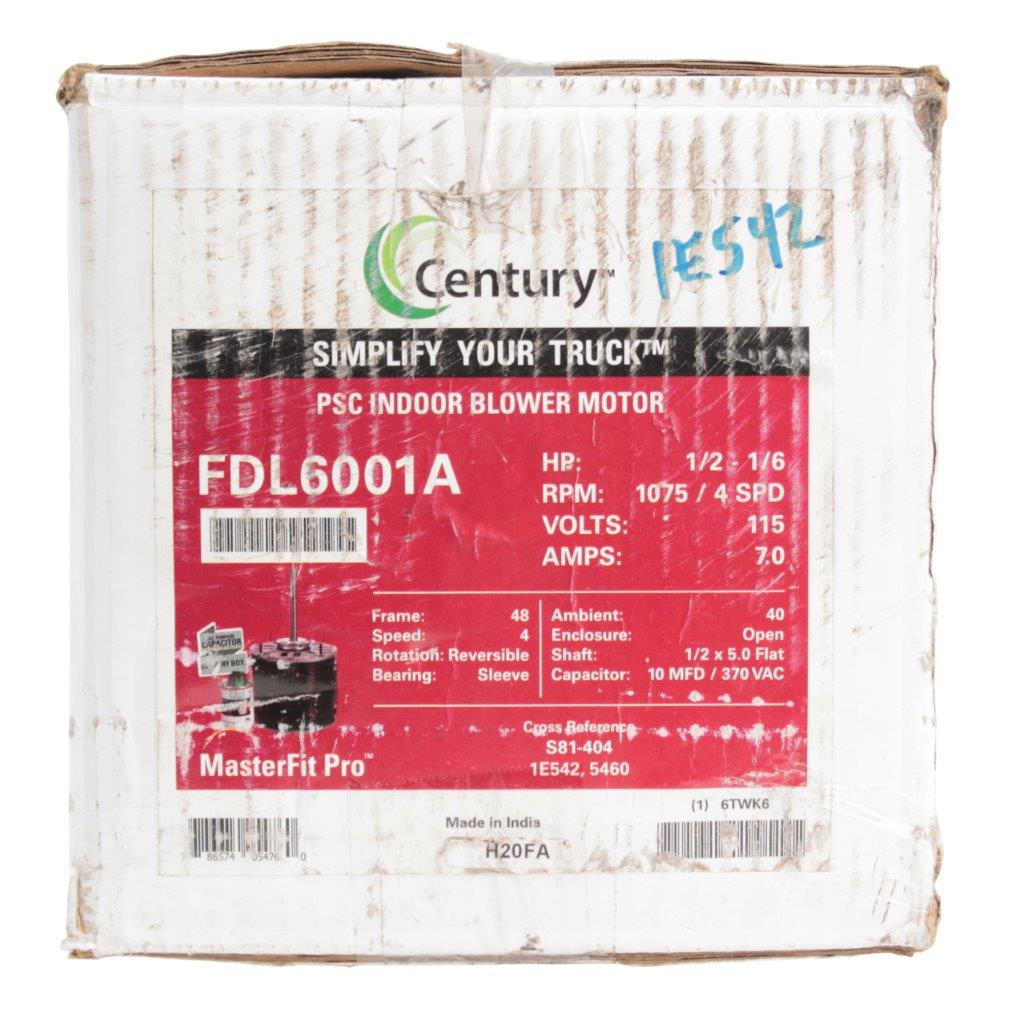 Century™
1E542
SIMPLIFY YOUR TRUCK™
PSC INDOOR BLOWER MOTOR
FDL6001A
HP: 1/2 - 1/6
RPM: 1075 / 4 SPD
VOLTS: 115
AMPS: 7.0
Frame: 48
Speed: 4
Rotation: Reversible
Bearing: Sleeve
Ambient: 40
Enclosure: Open
Shaft: 1/2 x 5.0 Flat
Capacitor: 10 MFD / 370 VAC
CAPACITOR
BOX
Cross Reference
S81-404
1E542, 5460
MasterFit Pro™
(1) 6TWK6
Made in India
H20FA
7 86574 05476 0